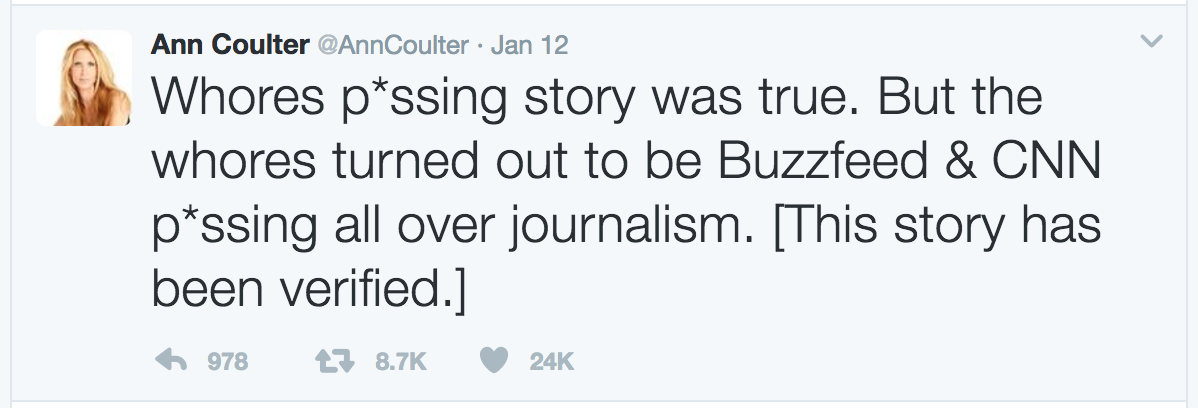 Ann Coulter @AnnCoulter · Jan 12
Whores p*ssing story was true. But the
whores turned out to be Buzzfeed & CNN
p*ssing all over journalism. [This story has
been verified.]
978 8.7K 24K